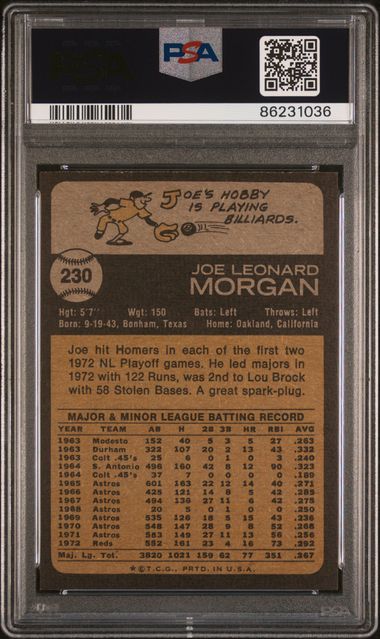 PSA
PSA
86231036
JOE'S HOBBY
IS PLAYING
BILLIARDS.
230
JOE LEONARD
MORGAN
Hgt: 5'7" Wgt: 150 Bats: Left Throws: Left
Born: 9-19-43, Bonham, Texas Home: Oakland, California
Joe hit Homers in each of the first two
1972 NL Playoff games. He led majors in
1972 with 122 Runs, was 2nd to Lou Brock
with 58 Stolen Bases. A great spark-plug.
MAJOR & MINOR LEAGUE BATTING RECORD
YEAR TEAM AB H 2B 3B HR RBI AVG
1963 Modesto 152 40 5 3 5 27 .263
1963 Durham 322 107 20 2 13 43 .332
1963 Colt .45's 25 6 0 1 0 3 .240
1964 S. Antonio 496 160 42 8 12 90 .323
1964 Colt .45's 37 7 0 0 0 0 .189
1965 Astros 601 163 22 12 14 40 .271
1966 Astros 425 121 14 8 5 42 .285
1967 Astros 494 136 27 11 6 42 .275
1968 Astros 20 5 0 1 0 0 .250
1969 Astros 535 126 18 5 15 43 .236
1970 Astros 548 147 28 9 8 52 .268
1971 Astros 583 149 27 11 13 56 .256
1972 Reds 552 161 23 4 16 73 .292
Maj. Lg. Tot. 3820 1021 159 62 77 351 .267
★©T.C.G., PRTD. IN U.S.A.